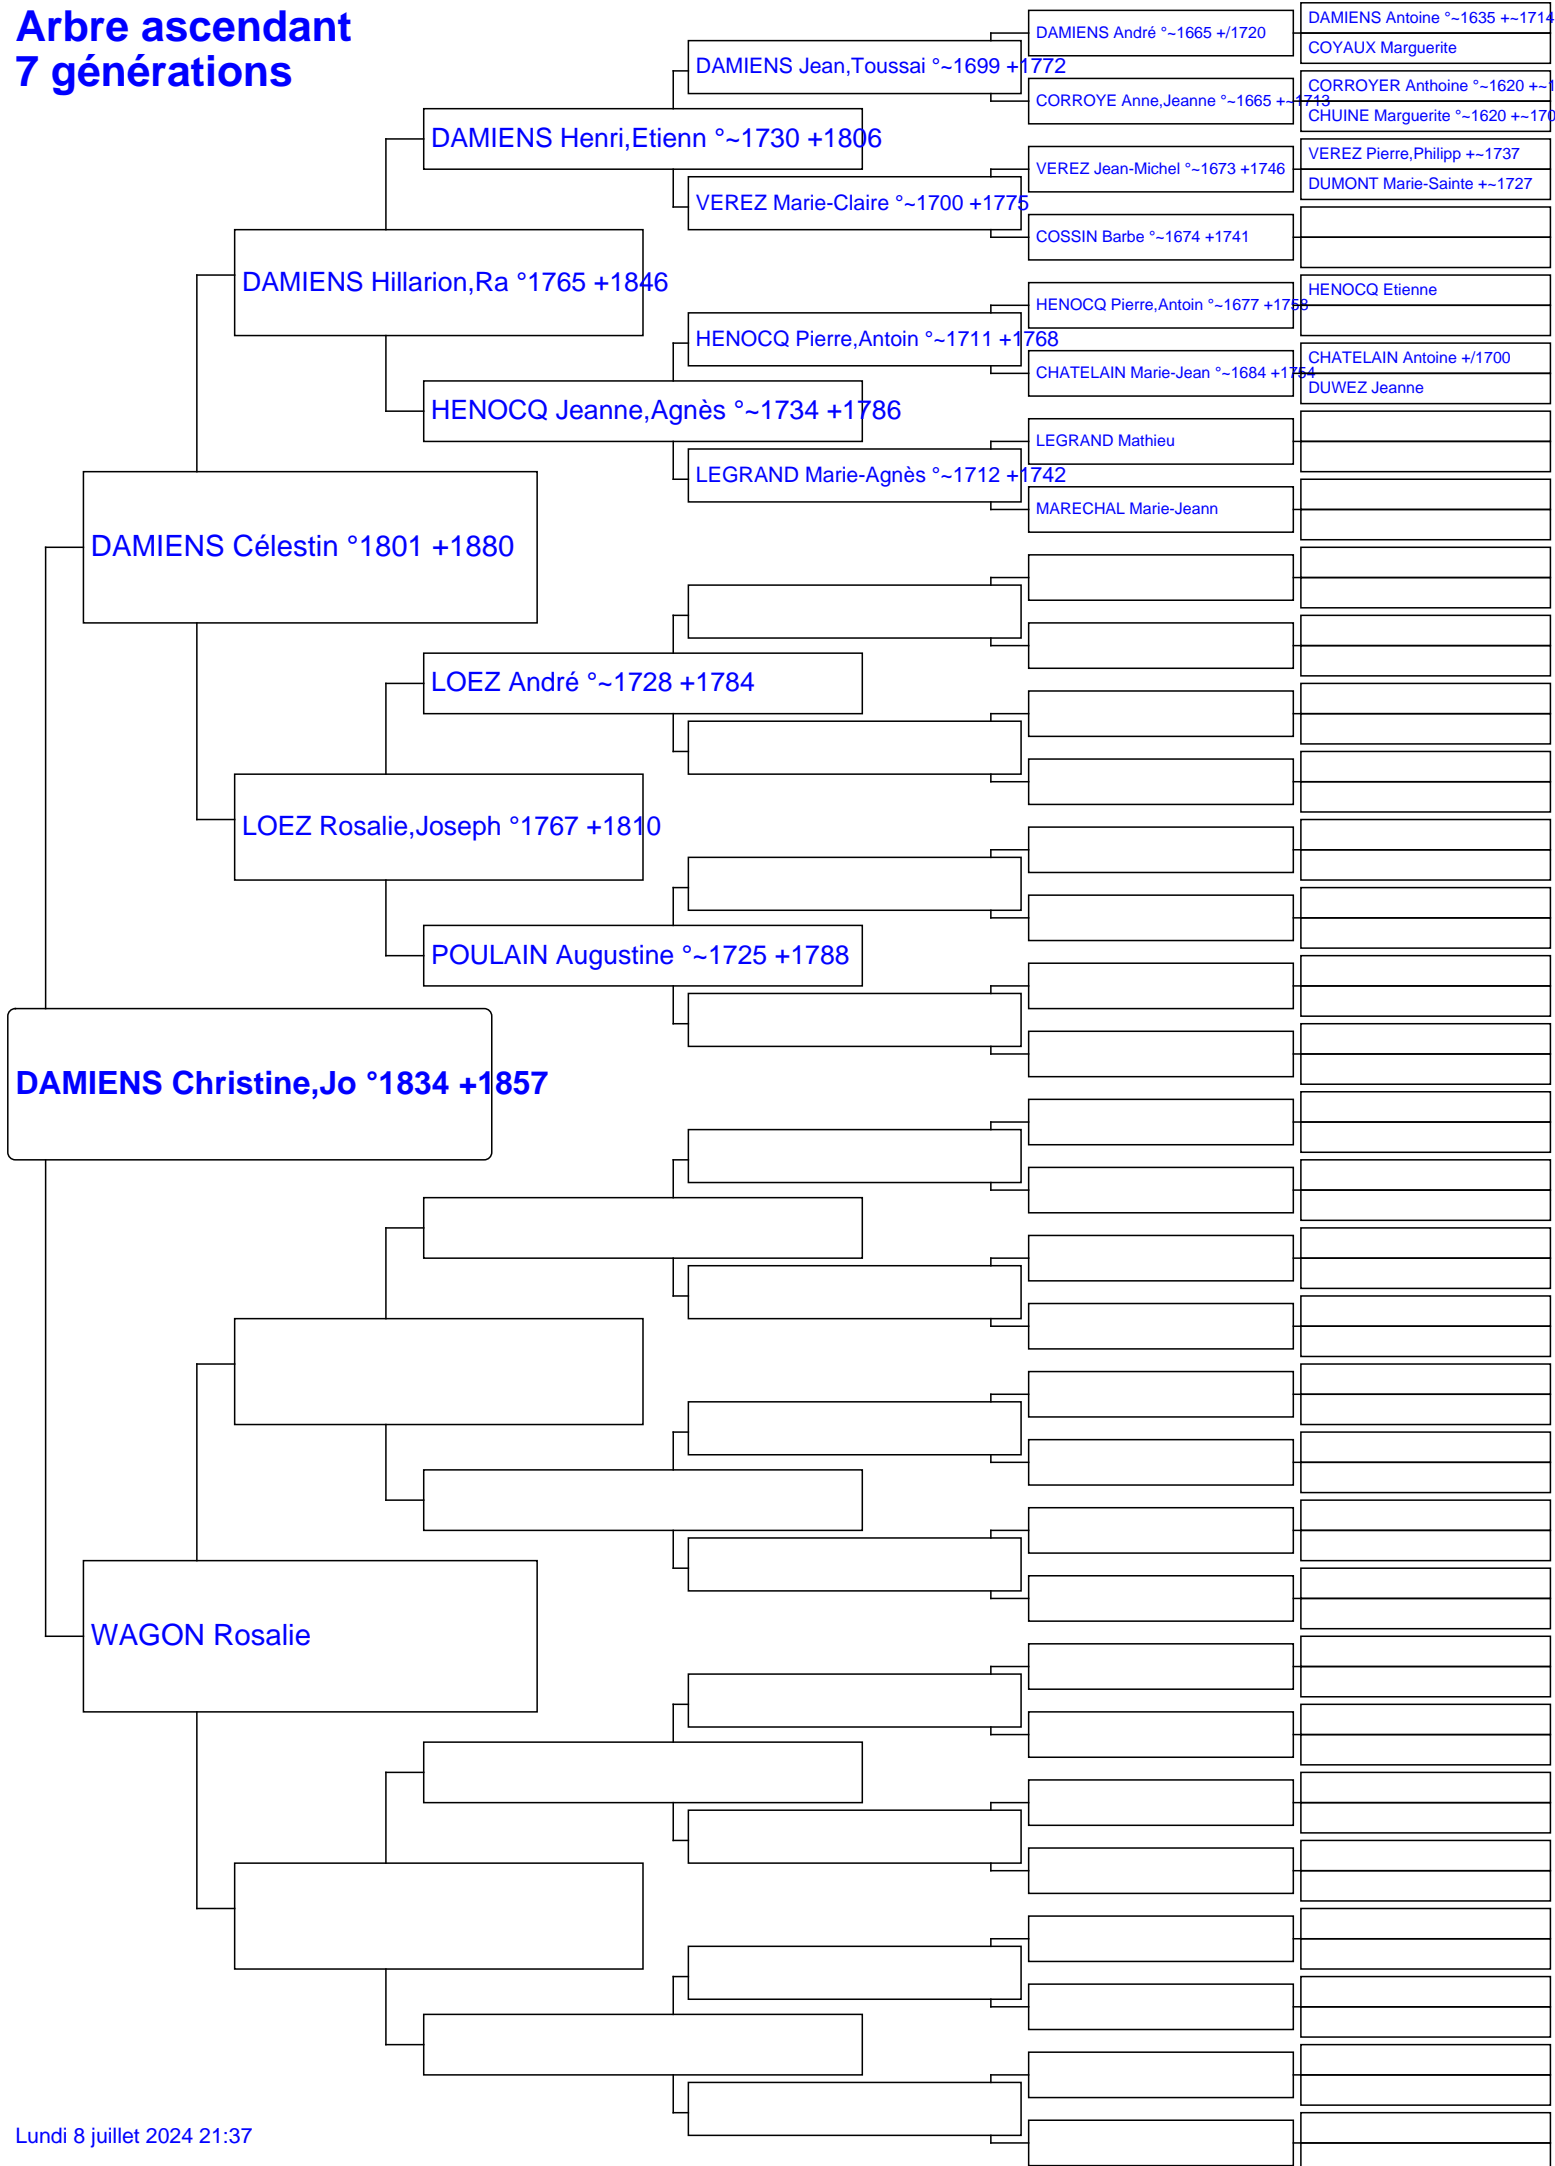 Arbre ascendant
7 générations
DAMIENS Antoine °~1635 +~1714
DAMIENS André °~1665 +/1720
COYAUX Marguerite
DAMIENS Jean,Toussai °~1699 +1772
CORROYER Anthoine °~1620 +~1
CORROYE Anne,Jeanne °~1665 +~1713
CHUINE Marguerite °~1620 +~170
DAMIENS Henri,Etienn °~1730 +1806
VEREZ Pierre,Philipp +~1737
VEREZ Jean-Michel °~1673 +1746
DUMONT Marie-Sainte +~1727
VEREZ Marie-Claire °~1700 +1775
COSSIN Barbe °~1674 +1741
DAMIENS Hillarion,Ra °1765 +1846
HENOCQ Etienne
HENOCQ Pierre,Antoin °~1677 +1758
HENOCQ Pierre,Antoin °~1711 +1768
CHATELAIN Antoine +/1700
CHATELAIN Marie-Jean °~1684 +1754
DUWEZ Jeanne
HENOCQ Jeanne,Agnès °~1734 +1786
LEGRAND Mathieu
LEGRAND Marie-Agnès °~1712 +1742
MARECHAL Marie-Jeann
DAMIENS Célestin °1801 +1880
LOEZ André °~1728 +1784
LOEZ Rosalie,Joseph °1767 +1810
POULAIN Augustine °~1725 +1788
DAMIENS Christine,Jo °1834 +1857
WAGON Rosalie
Lundi 8 juillet 2024 21:37